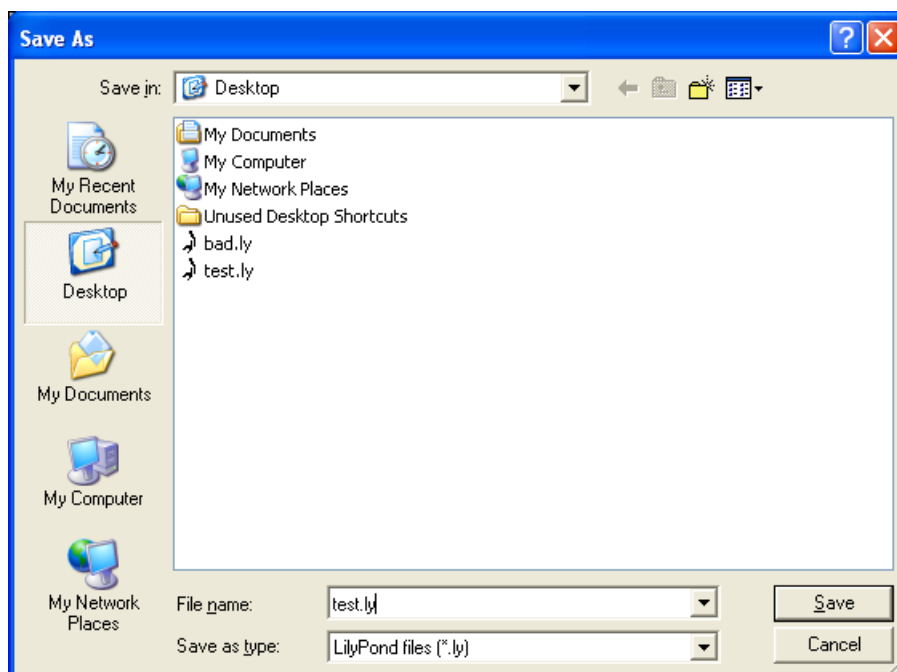 Save As
Save in:
Desktop
My Recent
Documents
Desktop
My Documents
My Computer
My Network
Places
My Documents
My Computer
My Network Places
Unused Desktop Shortcuts
bad.ly
test.ly
File name:
test.ly
Save
Save as type:
LilyPond files (*.ly)
Cancel